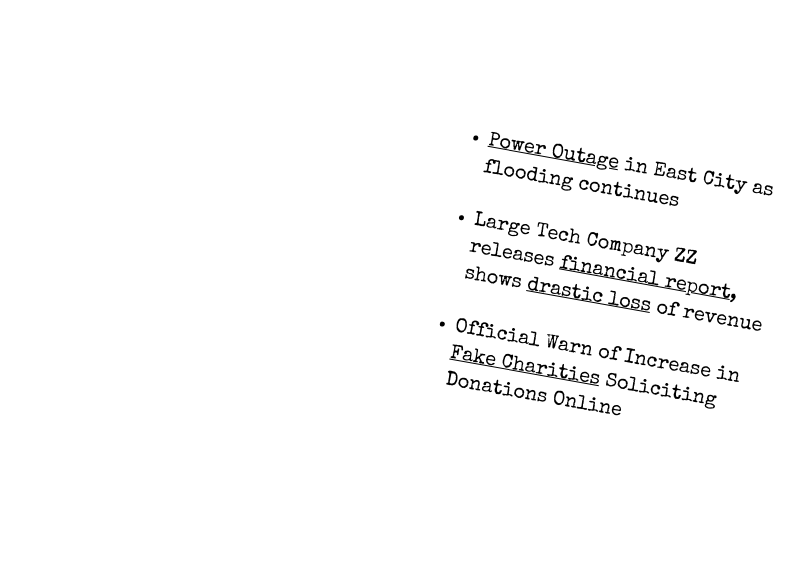 • Power Outage in East City as
flooding continues
• Large Tech Company ZZ
releases financial report,
shows drastic loss of revenue
• Official Warn of Increase in
Fake Charities Soliciting
Donations Online